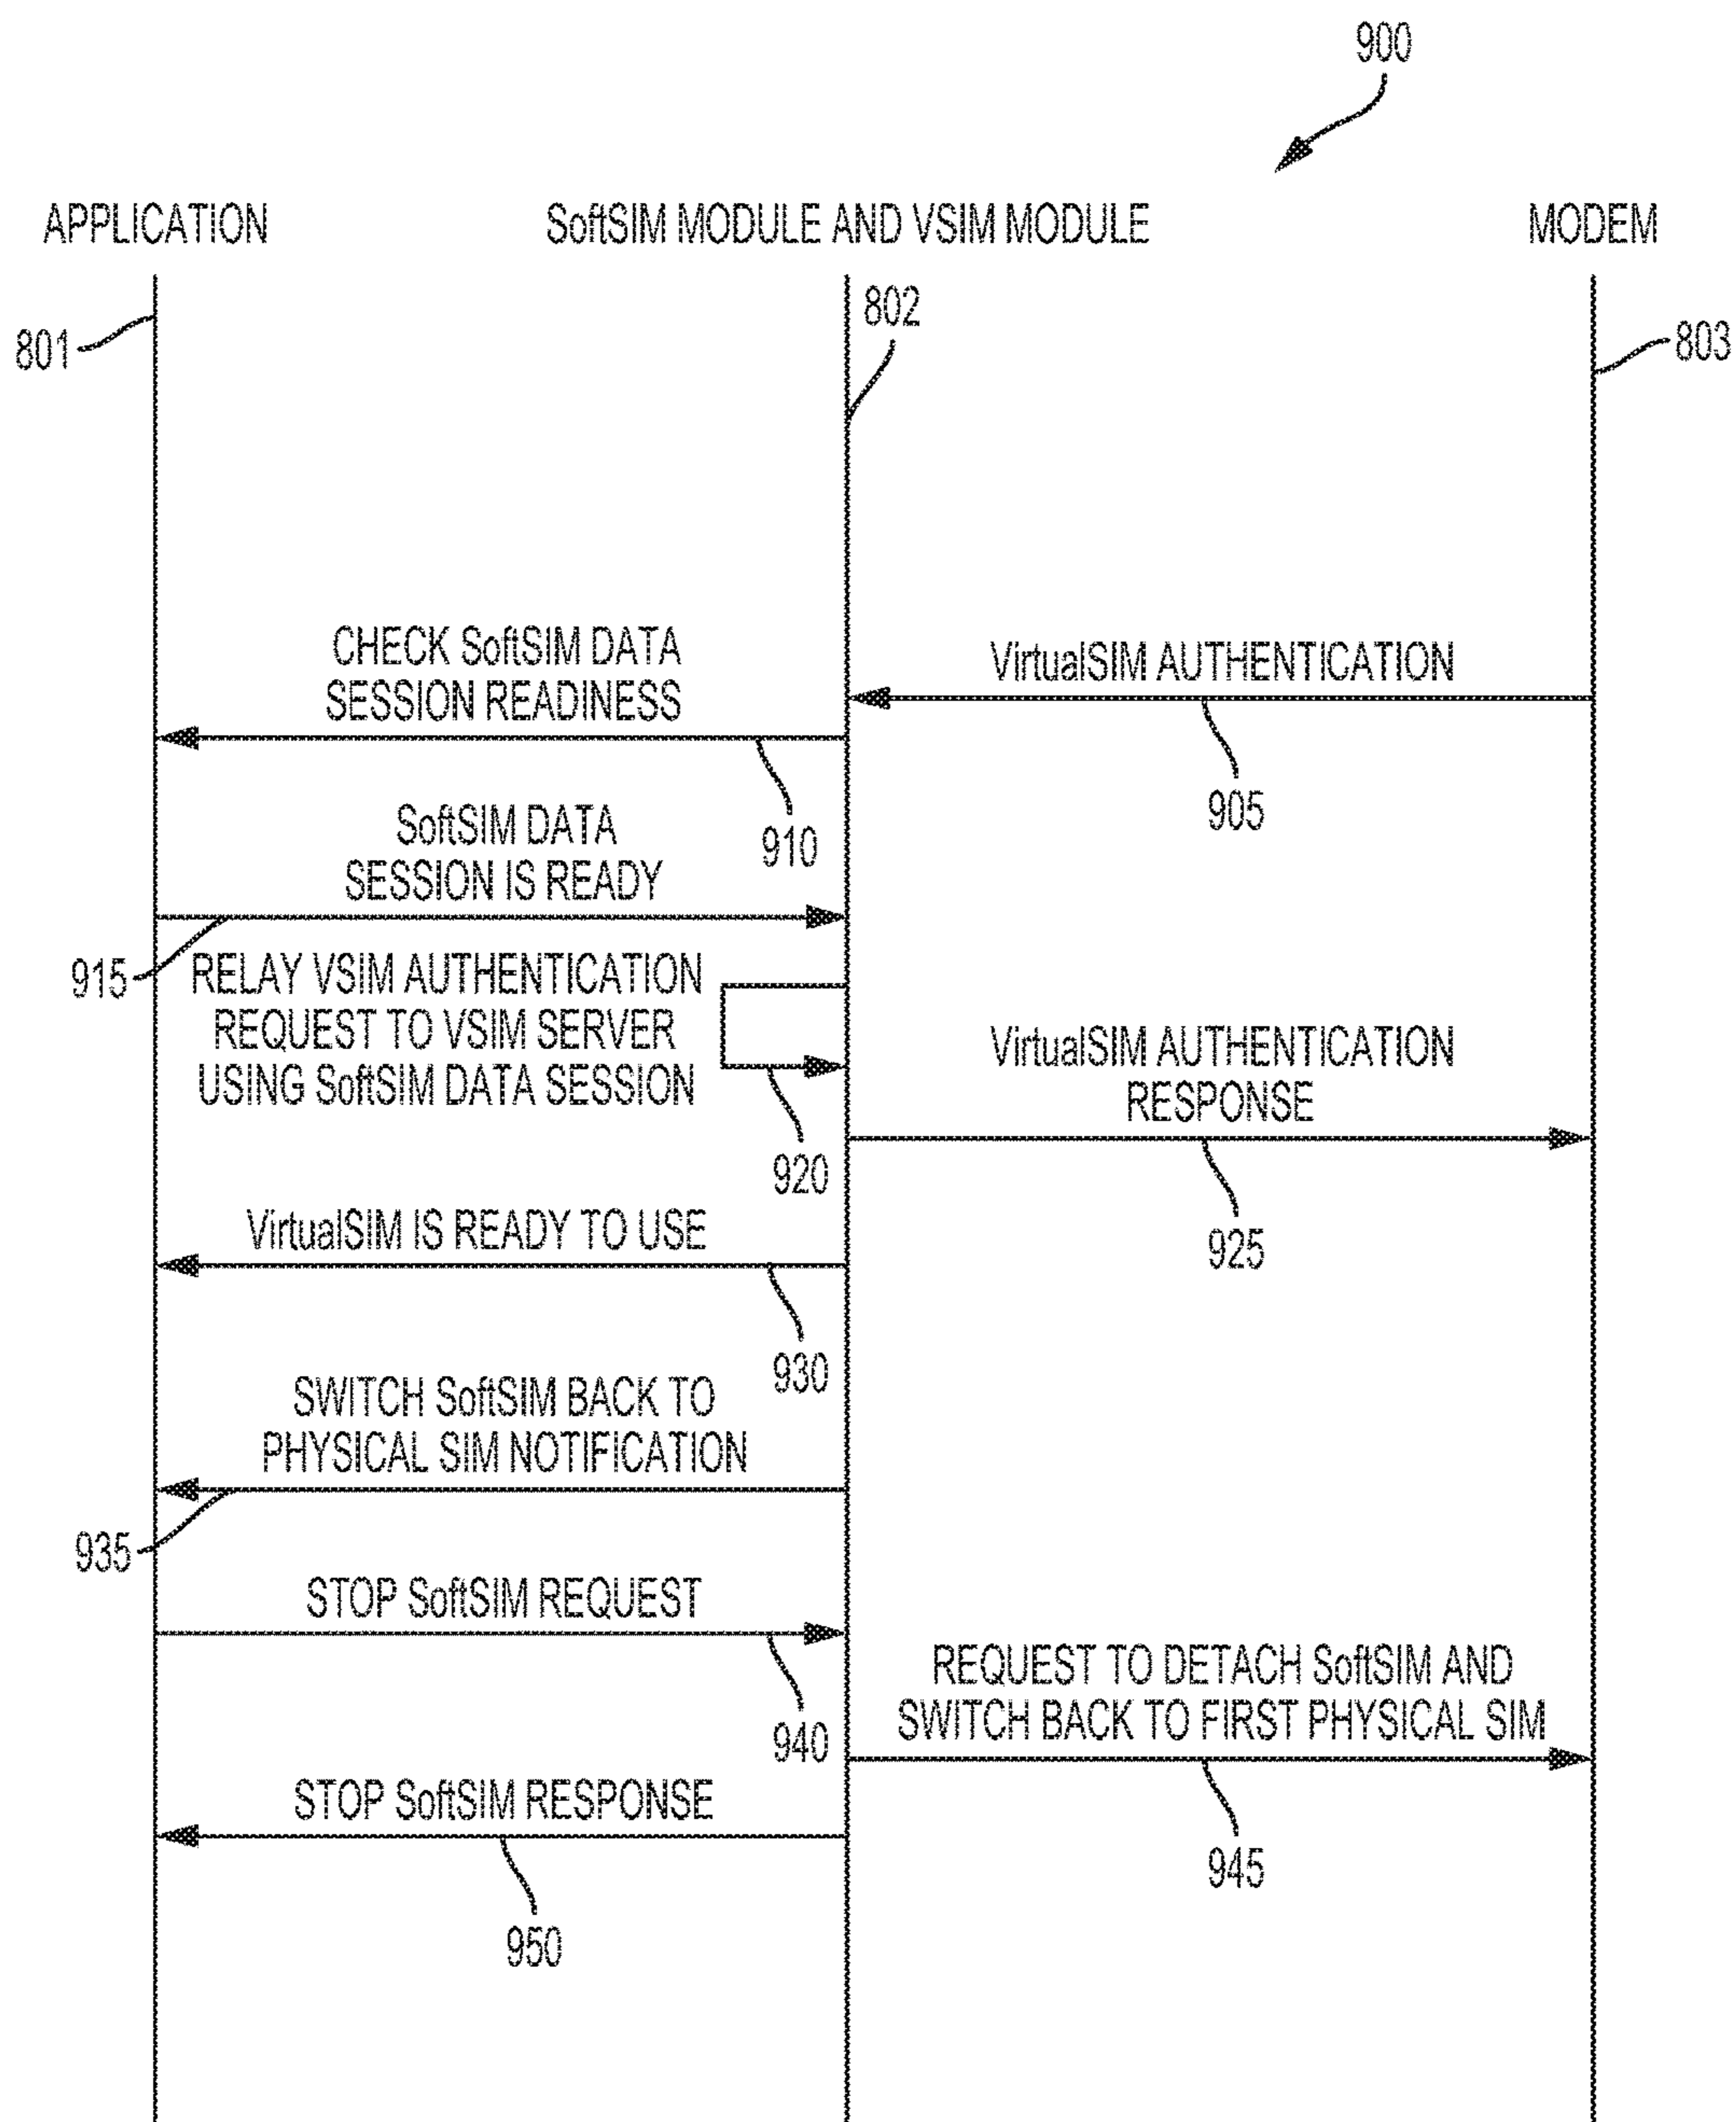 900
APPLICATION
SoftSIM MODULE AND VSIM MODULE
MODEM
801
802
803
CHECK SoftSIM DATA
SESSION READINESS
910
VirtualSIM AUTHENTICATION
905
SoftSIM DATA
SESSION IS READY
915
RELAY VSIM AUTHENTICATION
REQUEST TO VSIM SERVER
USING SoftSIM DATA SESSION
920
VirtualSIM AUTHENTICATION
RESPONSE
925
VirtualSIM IS READY TO USE
930
SWITCH SoftSIM BACK TO
PHYSICAL SIM NOTIFICATION
935
STOP SoftSIM REQUEST
940
REQUEST TO DETACH SoftSIM AND
SWITCH BACK TO FIRST PHYSICAL SIM
945
STOP SoftSIM RESPONSE
950